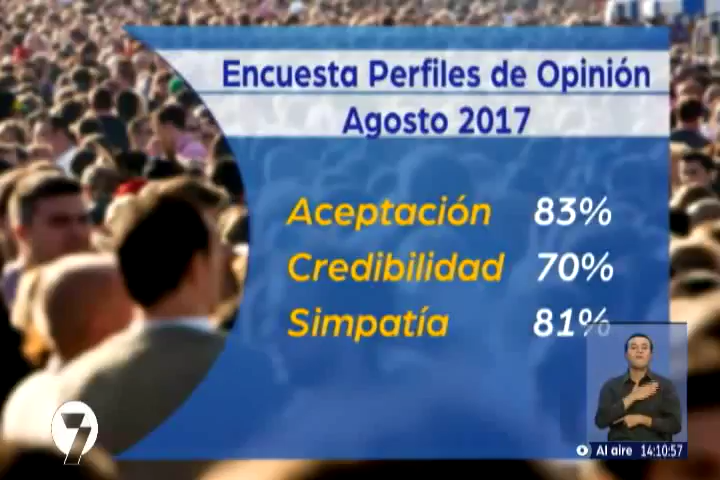 Encuesta Perfiles de Opinión
Agosto 2017
Aceptación 83%
Credibilidad 70%
Simpatía 81%
7
Al aire 14:10:57